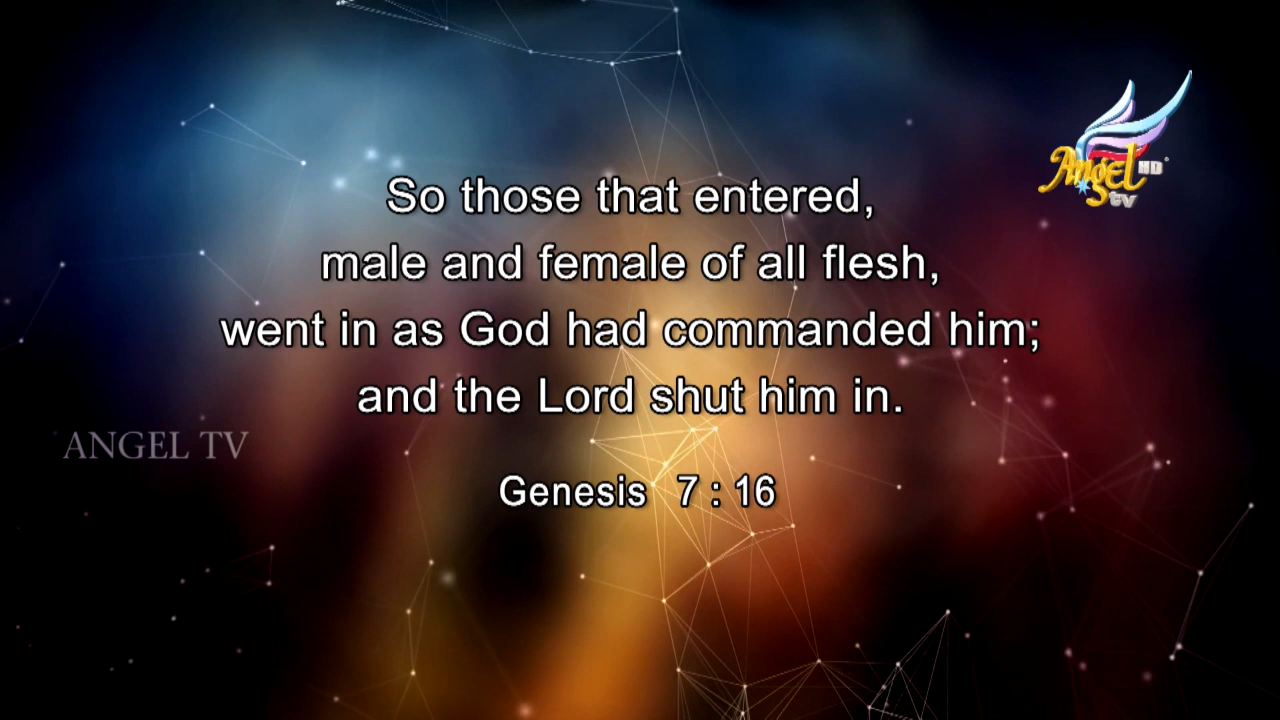 Angel HD
tv
So those that entered,
male and female of all flesh,
went in as God had commanded him;
and the Lord shut him in.
ANGEL TV
Genesis 7 : 16